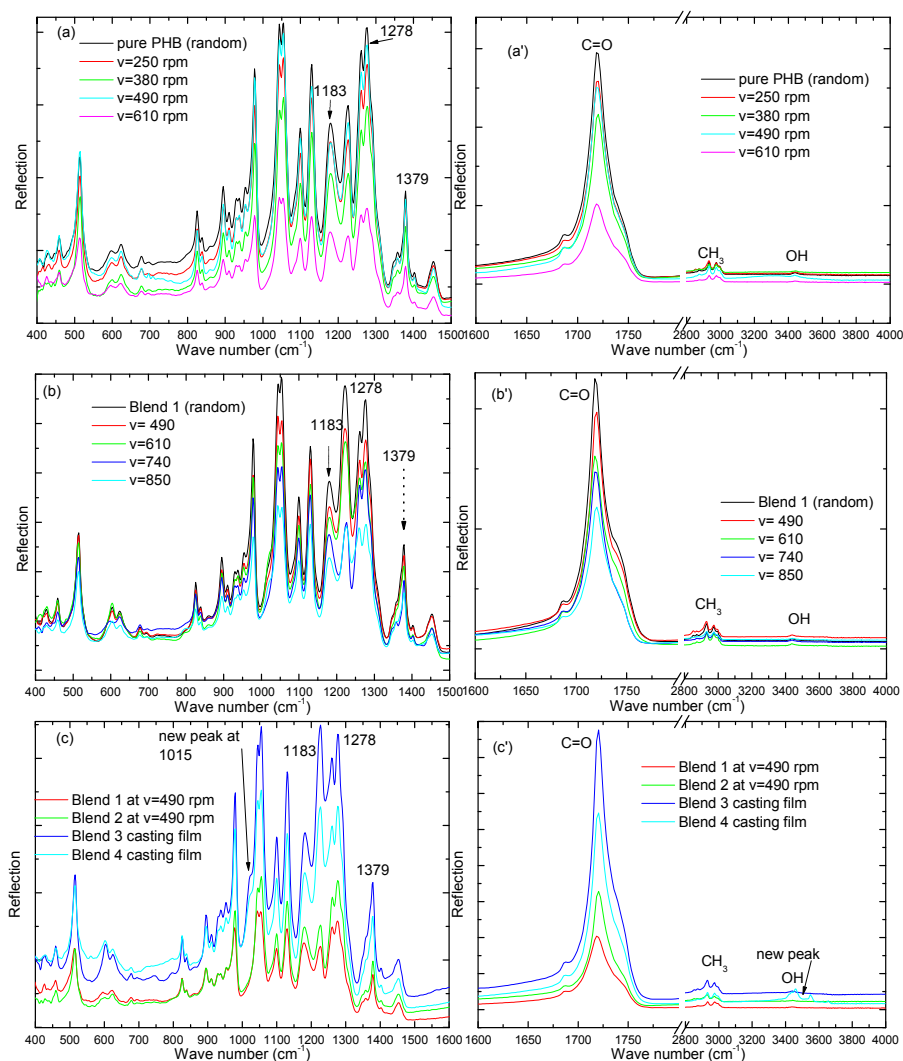 (a)
pure PHB (random)
v=250 rpm
v=380 rpm
v=490 rpm
v=610 rpm
1278
1183
1379
Reflection
400 500 600 700 800 900 1000 1100 1200 1300 1400 1500
Wave number (cm-1)
(a')
C=O
pure PHB (random)
v=250 rpm
v=380 rpm
v=490 rpm
v=610 rpm
CH3
OH
Reflection
1600 1650 1700 1750 2800 3000 3200 3400 3600 3800 4000
Wave number (cm-1)
(b)
Blend 1 (random)
v= 490
v=610
v=740
v=850
1278
1183
1379
Reflection
400 500 600 700 800 900 1000 1100 1200 1300 1400 1500
Wave number (cm-1)
(b')
C=O
Blend 1 (random)
v= 490
v= 610
v= 740
v= 850
CH3
OH
Reflection
1600 1650 1700 1750 2800 3000 3200 3400 3600 3800 4000
Wave number (cm-1)
(c)
new peak at
1015
1183
1278
1379
Blend 1 at v=490 rpm
Blend 2 at v=490 rpm
Blend 3 casting film
Blend 4 casting film
Reflection
400 500 600 700 800 900 1000 1100 1200 1300 1400 1500 1600
Wave number (cm-1)
(c')
C=O
Blend 1 at v=490 rpm
Blend 2 at v=490 rpm
Blend 3 casting film
Blend 4 casting film
new peak
CH3
OH
Reflection
1600 1650 1700 1750 2800 3000 3200 3400 3600 3800 4000
Wave number (cm-1)